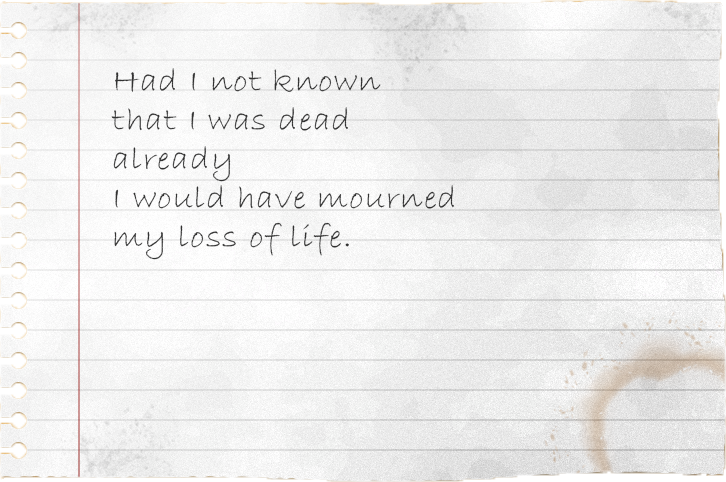 Had I not known
that I was dead
already
I would have mourned
my loss of life.